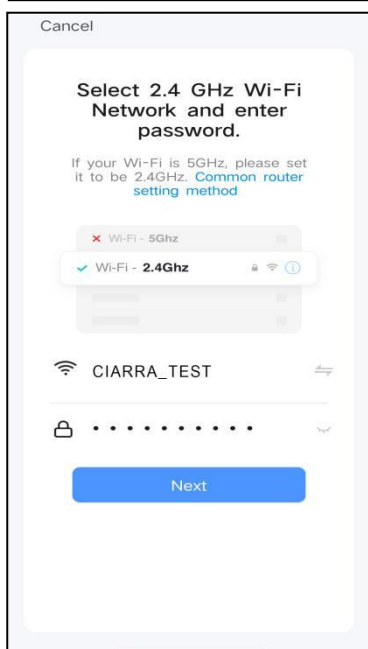 Cancel
Select 2.4 GHz Wi-Fi
Network and enter
password.
If your Wi-Fi is 5GHz, please set
it to be 2.4GHz. Common router
setting method
Wi-Fi - 5Ghz
Wi-Fi - 2.4Ghz
CIARRA_TEST
••••••••••
Next